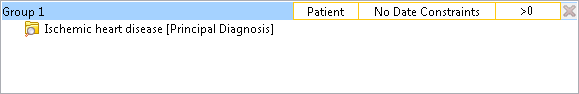 Group 1 Patient No Date Constraints >0
Ischemic heart disease [Principal Diagnosis]